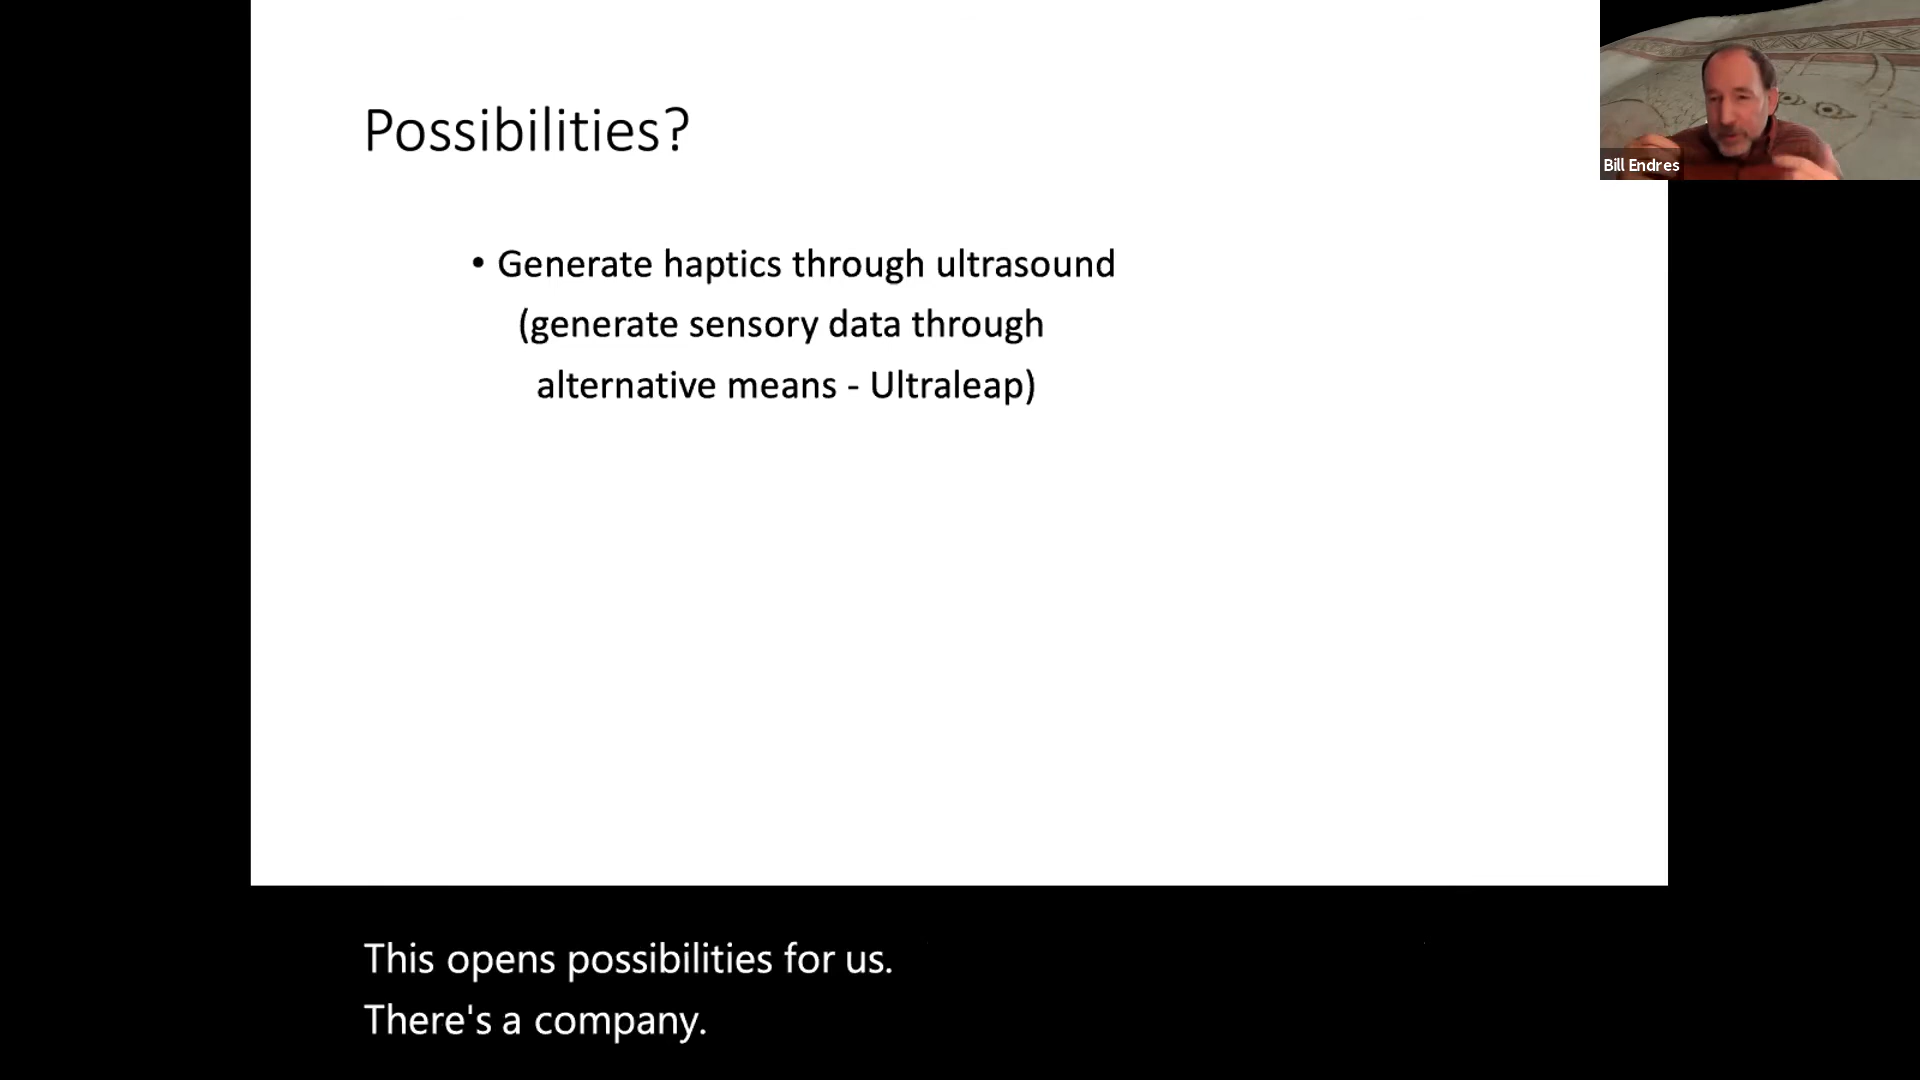 Possibilities?
Bill Endres
• Generate haptics through ultrasound
(generate sensory data through
alternative means - Ultraleap)
This opens possibilities for us.
There's a company.